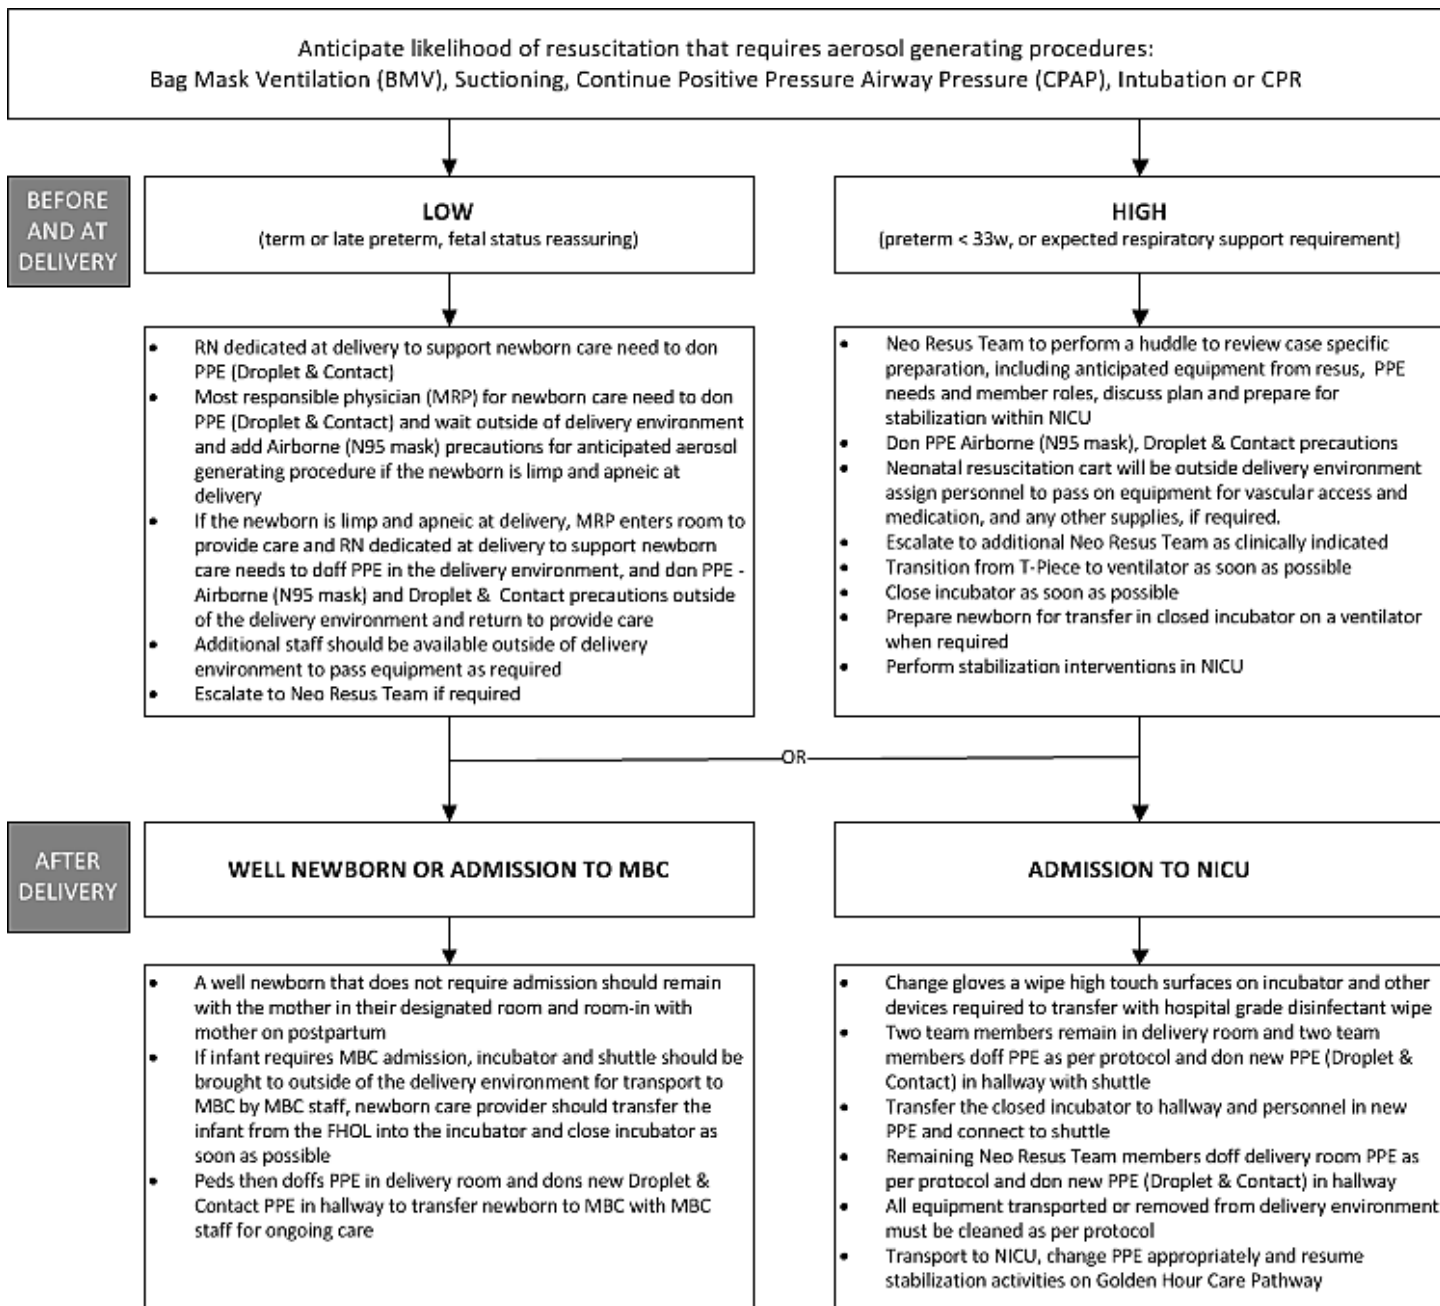 Anticipate likelihood of resuscitation that requires aerosol generating procedures:
Bag Mask Ventilation (BMV), Suctioning, Continue Positive Pressure Airway Pressure (CPAP), Intubation or CPR
BEFORE
AND AT
DELIVERY
LOW
(term or late preterm, fetal status reassuring)
HIGH
(preterm < 33w, or expected respiratory support requirement)
• RN dedicated at delivery to support newborn care need to don
PPE (Droplet & Contact)
• Most responsible physician (MRP) for newborn care need to don
PPE (Droplet & Contact) and wait outside of delivery environment
and add Airborne (N95 mask) precautions for anticipated aerosol
generating procedure if the newborn is limp and apneic at
delivery
• If the newborn is limp and apneic at delivery, MRP enters room to
provide care and RN dedicated at delivery to support newborn
care needs to doff PPE in the delivery environment, and don PPE -
Airborne (N95 mask) and Droplet & Contact precautions outside
of the delivery environment and return to provide care
• Additional staff should be available outside of delivery
environment to pass equipment as required
• Escalate to Neo Resus Team if required
• Neo Resus Team to perform a huddle to review case specific
preparation, including anticipated equipment from resus, PPE
needs and member roles, discuss plan and prepare for
stabilization within NICU
• Don PPE Airborne (N95 mask), Droplet & Contact precautions
• Neonatal resuscitation cart will be outside delivery environment
assign personnel to pass on equipment for vascular access and
medication, and any other supplies, if required.
• Escalate to additional Neo Resus Team as clinically indicated
• Transition from T-Piece to ventilator as soon as possible
• Close incubator as soon as possible
• Prepare newborn for transfer in closed incubator on a ventilator
when required
• Perform stabilization interventions in NICU
OR
AFTER
DELIVERY
WELL NEWBORN OR ADMISSION TO MBC
ADMISSION TO NICU
• A well newborn that does not require admission should remain
with the mother in their designated room and room-in with
mother on postpartum
• If infant requires MBC admission, incubator and shuttle should be
brought to outside of the delivery environment for transport to
MBC by MBC staff, newborn care provider should transfer the
infant from the FHOL into the incubator and close incubator as
soon as possible
• Peds then doffs PPE in delivery room and dons new Droplet &
Contact PPE in hallway to transfer newborn to MBC with MBC
staff for ongoing care
• Change gloves a wipe high touch surfaces on incubator and other
devices required to transfer with hospital grade disinfectant wipe
• Two team members remain in delivery room and two team
members doff PPE as per protocol and don new PPE (Droplet &
Contact) in hallway with shuttle
• Transfer the closed incubator to hallway and personnel in new
PPE and connect to shuttle
• Remaining Neo Resus Team members doff delivery room PPE as
per protocol and don new PPE (Droplet & Contact) in hallway
• All equipment transported or removed from delivery environment
must be cleaned as per protocol
• Transport to NICU, change PPE appropriately and resume
stabilization activities on Golden Hour Care Pathway